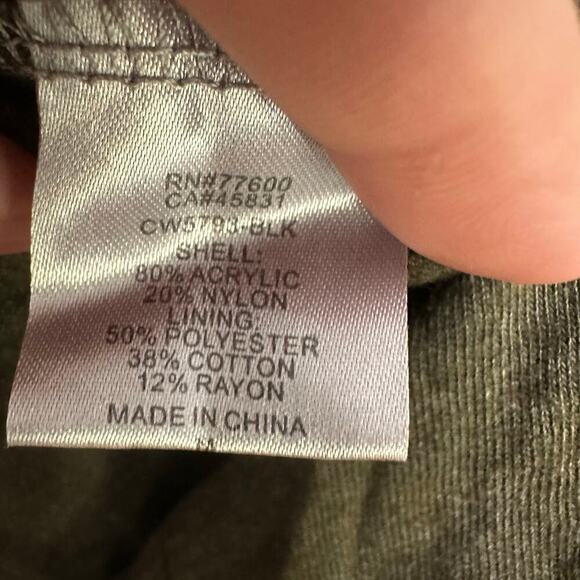 RN#77600
CA#45831
CW5793-BLK
SHELL:
80% ACRYLIC
20% NYLON
LINING:
50% POLYESTER
38% COTTON
12% RAYON
MADE IN CHINA